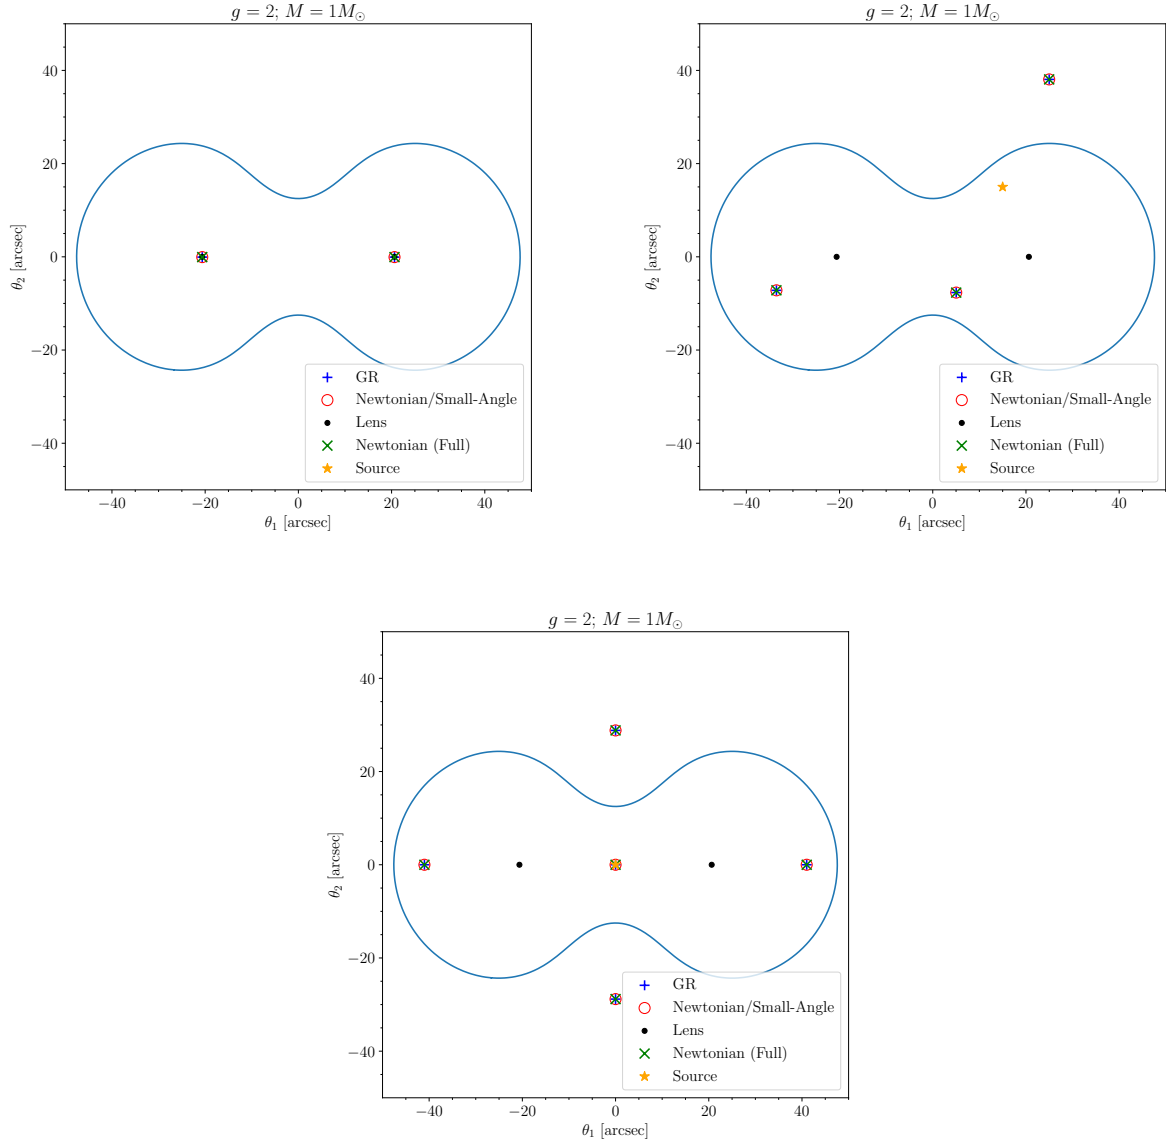 g = 2; M = 1M⊙
40
20
0
−20
−40
θ2 [arcsec]
−40 −20 0 20 40
θ1 [arcsec]
GR
Newtonian/Small-Angle
Lens
Newtonian (Full)
Source
g = 2; M = 1M⊙
40
20
0
−20
−40
θ2 [arcsec]
−40 −20 0 20 40
θ1 [arcsec]
GR
Newtonian/Small-Angle
Lens
Newtonian (Full)
Source
g = 2; M = 1M⊙
40
20
0
−20
−40
θ2 [arcsec]
−40 −20 0 20 40
θ1 [arcsec]
GR
Newtonian/Small-Angle
Lens
Newtonian (Full)
Source